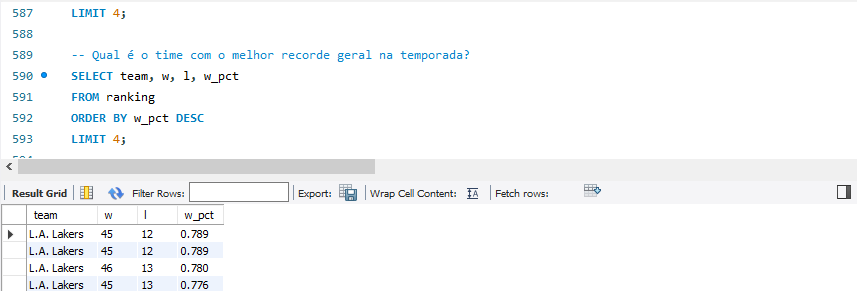 587 LIMIT 4;
588
589 -- Qual é o time com o melhor recorde geral na temporada?
590 SELECT team, w, l, w_pct
591 FROM ranking
592 ORDER BY w_pct DESC
593 LIMIT 4;
Result Grid Filter Rows: Export: Wrap Cell Content: Fetch rows:
team w l w_pct
L.A. Lakers 45 12 0.789
L.A. Lakers 45 12 0.789
L.A. Lakers 46 13 0.780
L.A. Lakers 45 13 0.776